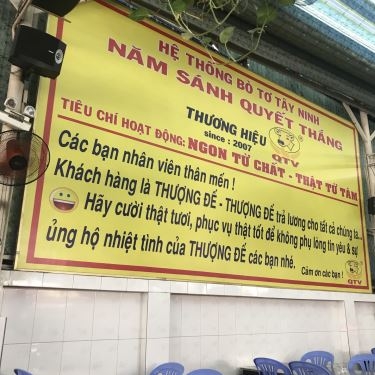 HỆ THỐNG BÒ TƠ TÂY NINH
NĂM SÁNH QUYẾT THẮNG
THƯƠNG HIỆU
since : 2007
QTV
TIÊU CHÍ HOẠT ĐỘNG: NGON TỪ CHẤT - THẬT TỪ TÂM
Các bạn nhân viên thân mến !
Khách hàng là THƯỢNG ĐẾ - THƯỢNG ĐẾ trả lương cho tất cả chúng ta...
Hãy cười thật tươi, phục vụ thật tốt để không phụ lòng tin yêu & sự
ủng hộ nhiệt tình của THƯỢNG ĐẾ các bạn nhé.
Cảm ơn các bạn !
QTV